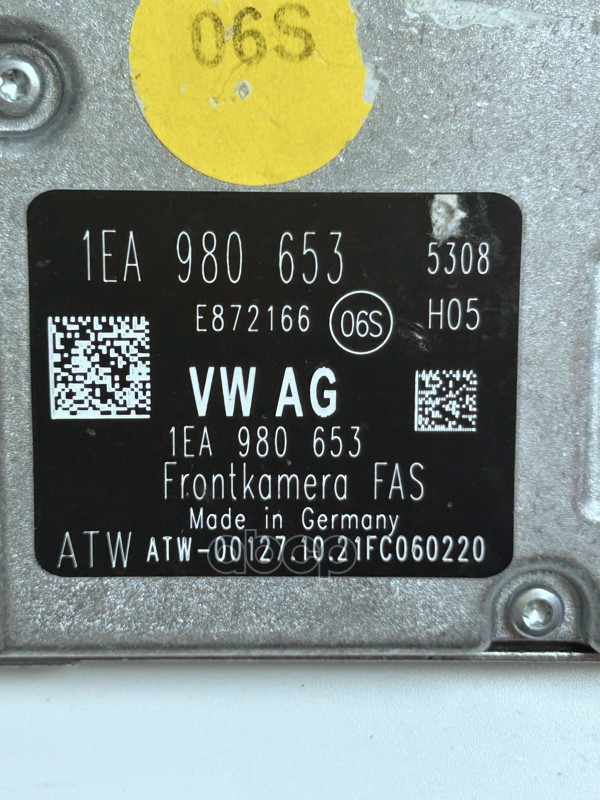 06S
1EA 980 653 5308
E872166 06S H05
VW AG
1EA 980 653
Frontkamera FAS
Made in Germany
ATW ATW-00127 19.21FC060220